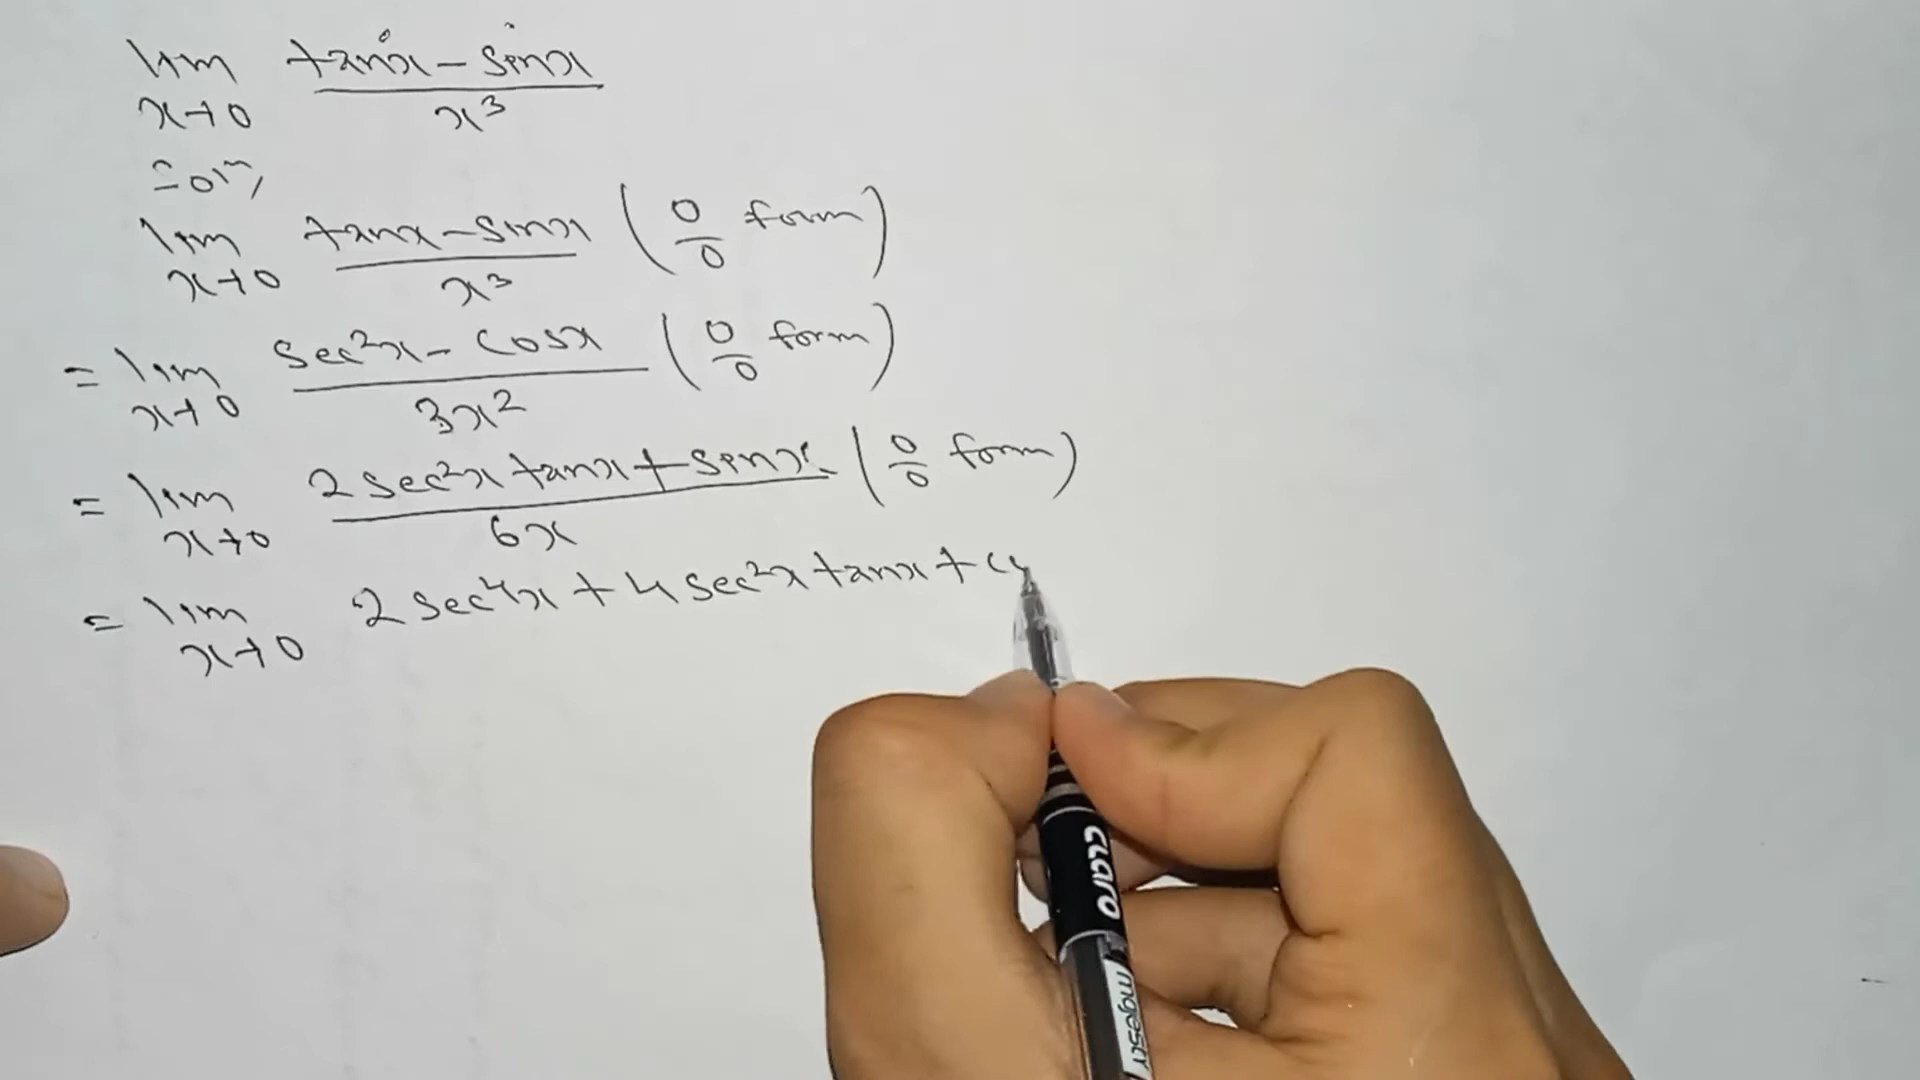 lim x→0 (tanx - sinx)/x³
Soln,
lim x→0 (tanx - sinx)/x³ (0/0 form)
= lim x→0 (sec²x - cosx)/3x² (0/0 form)
= lim x→0 (2sec²x tanx + sinx)/6x (0/0 form)
= lim x→0 2sec⁴x + 4sec²x tanx +
CLARO